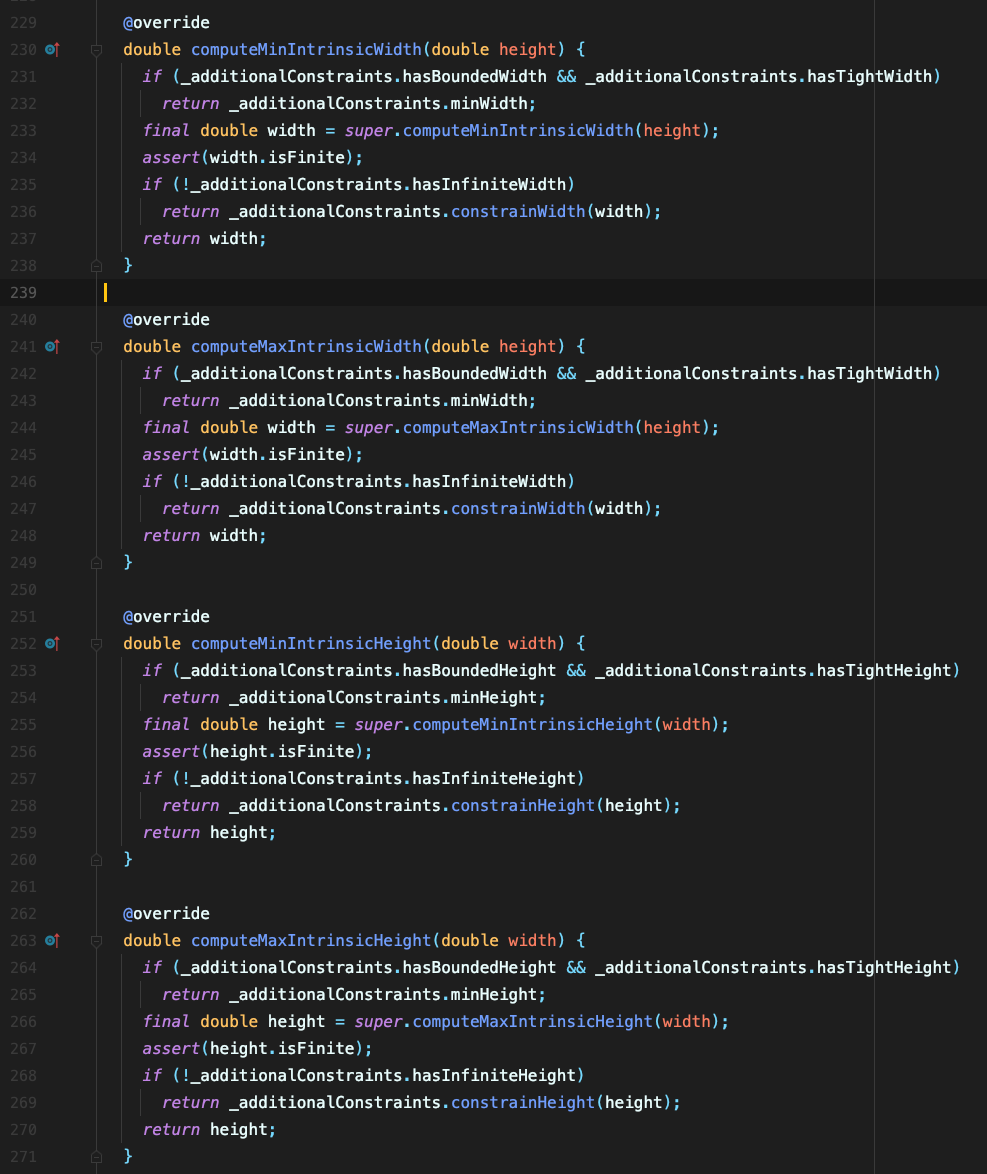 229 @override
230 double computeMinIntrinsicWidth(double height) {
231 if (_additionalConstraints.hasBoundedWidth && _additionalConstraints.hasTightWidth)
232 return _additionalConstraints.minWidth;
233 final double width = super.computeMinIntrinsicWidth(height);
234 assert(width.isFinite);
235 if (!_additionalConstraints.hasInfiniteWidth)
236 return _additionalConstraints.constrainWidth(width);
237 return width;
238 }
239
240 @override
241 double computeMaxIntrinsicWidth(double height) {
242 if (_additionalConstraints.hasBoundedWidth && _additionalConstraints.hasTightWidth)
243 return _additionalConstraints.minWidth;
244 final double width = super.computeMaxIntrinsicWidth(height);
245 assert(width.isFinite);
246 if (!_additionalConstraints.hasInfiniteWidth)
247 return _additionalConstraints.constrainWidth(width);
248 return width;
249 }
250
251 @override
252 double computeMinIntrinsicHeight(double width) {
253 if (_additionalConstraints.hasBoundedHeight && _additionalConstraints.hasTightHeight)
254 return _additionalConstraints.minHeight;
255 final double height = super.computeMinIntrinsicHeight(width);
256 assert(height.isFinite);
257 if (!_additionalConstraints.hasInfiniteHeight)
258 return _additionalConstraints.constrainHeight(height);
259 return height;
260 }
261
262 @override
263 double computeMaxIntrinsicHeight(double width) {
264 if (_additionalConstraints.hasBoundedHeight && _additionalConstraints.hasTightHeight)
265 return _additionalConstraints.minHeight;
266 final double height = super.computeMaxIntrinsicHeight(width);
267 assert(height.isFinite);
268 if (!_additionalConstraints.hasInfiniteHeight)
269 return _additionalConstraints.constrainHeight(height);
270 return height;
271 }